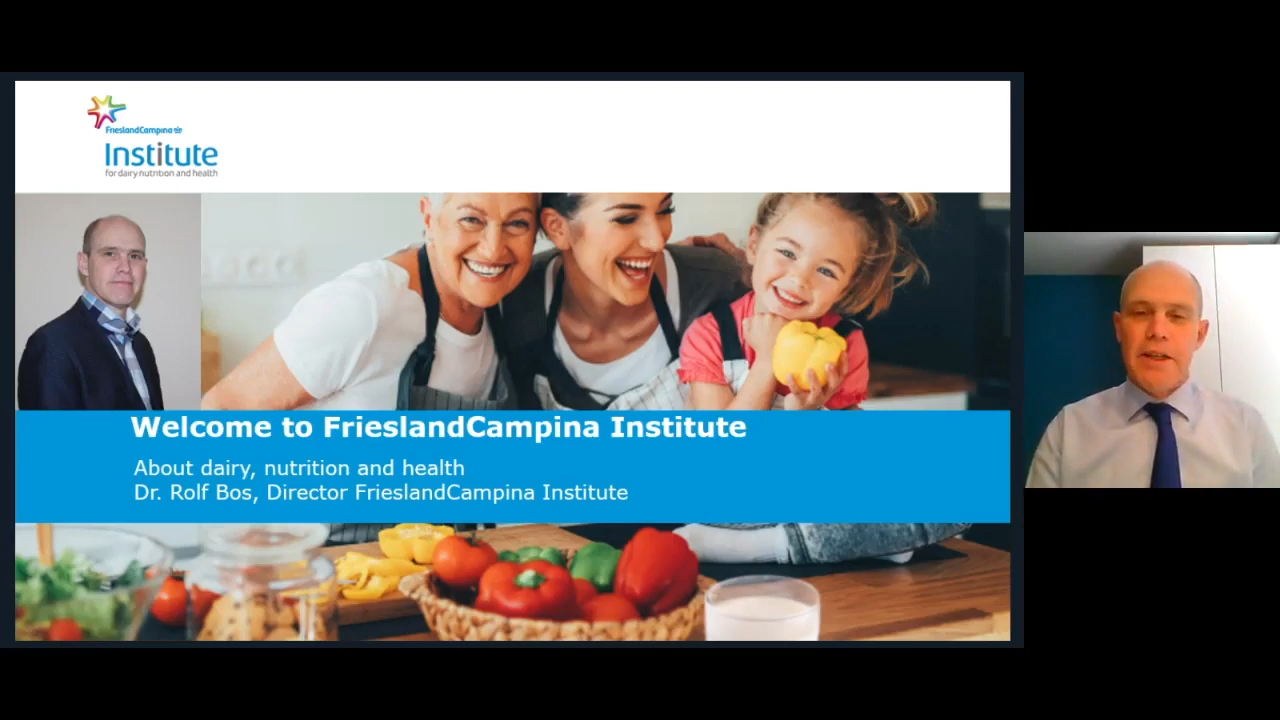 FrieslandCampina
Institute
for dairy nutrition and health
Welcome to FrieslandCampina Institute
About dairy, nutrition and health
Dr. Rolf Bos, Director FrieslandCampina Institute